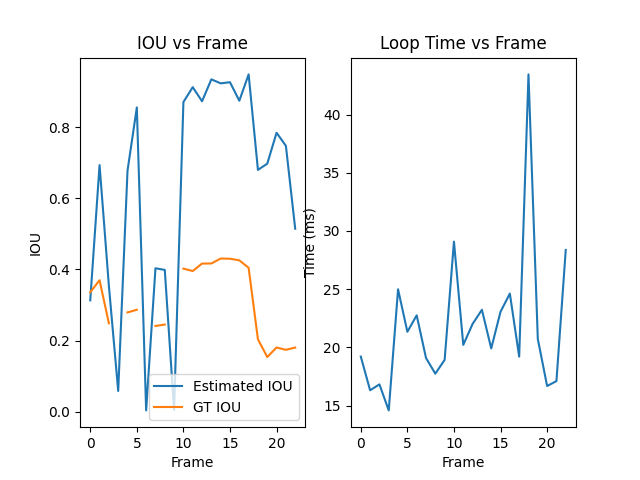 IOU vs Frame
IOU
0.8
0.6
0.4
0.2
0.0
0 5 10 15 20
Frame
Estimated IOU
GT IOU
Loop Time vs Frame
Time (ms)
40
35
30
25
20
15
0 5 10 15 20
Frame